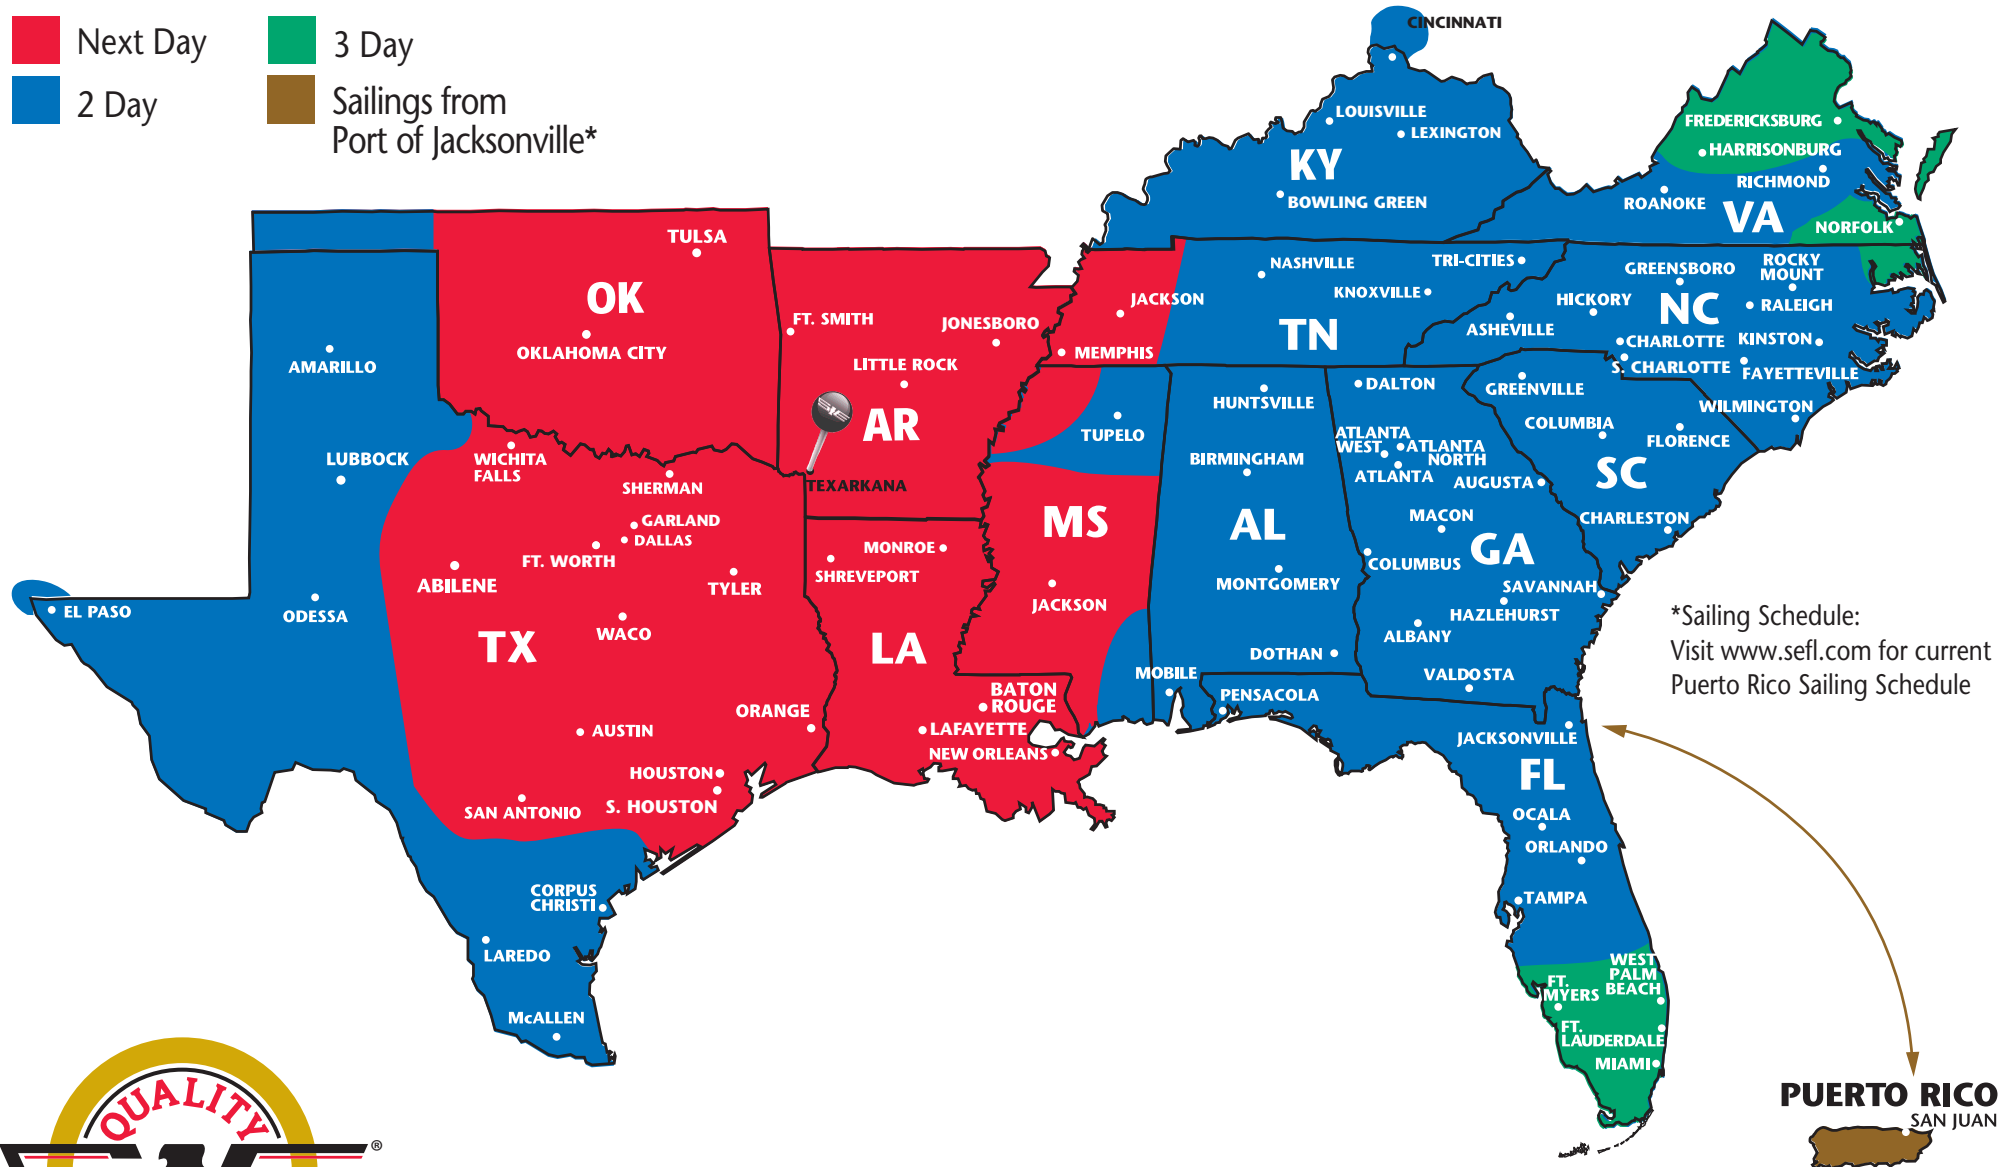 Next Day
3 Day
2 Day
Sailings from
Port of Jacksonville*
CINCINNATI
LOUISVILLE
LEXINGTON
KY
BOWLING GREEN
FREDERICKSBURG
HARRISONBURG
RICHMOND
ROANOKE
VA
NORFOLK
TULSA
OK
OKLAHOMA CITY
FT. SMITH
JONESBORO
LITTLE ROCK
AR
TEXARKANA
JACKSON
MEMPHIS
NASHVILLE
TRI-CITIES
KNOXVILLE
TN
GREENSBORO
ROCKY
MOUNT
HICKORY
NC
RALEIGH
ASHEVILLE
CHARLOTTE
KINSTON
S. CHARLOTTE
FAYETTEVILLE
WILMINGTON
AMARILLO
LUBBOCK
WICHITA
FALLS
SHERMAN
GARLAND
DALLAS
FT. WORTH
ABILENE
TYLER
EL PASO
ODESSA
WACO
TX
AUSTIN
ORANGE
HOUSTON
S. HOUSTON
SAN ANTONIO
CORPUS
CHRISTI
LAREDO
McALLEN
MONROE
SHREVEPORT
LA
BATON
ROUGE
LAFAYETTE
NEW ORLEANS
TUPELO
MS
JACKSON
HUNTSVILLE
BIRMINGHAM
AL
MONTGOMERY
DOTHAN
MOBILE
DALTON
ATLANTA
WEST
ATLANTA
NORTH
ATLANTA
AUGUSTA
MACON
GA
COLUMBUS
SAVANNAH
HAZLEHURST
ALBANY
VALDOSTA
GREENVILLE
COLUMBIA
FLORENCE
SC
CHARLESTON
PENSACOLA
JACKSONVILLE
FL
OCALA
ORLANDO
TAMPA
WEST
PALM
BEACH
FT.
MYERS
FT.
LAUDERDALE
MIAMI
*Sailing Schedule:
Visit www.sefl.com for current
Puerto Rico Sailing Schedule
PUERTO RICO
SAN JUAN
QUALITY
®